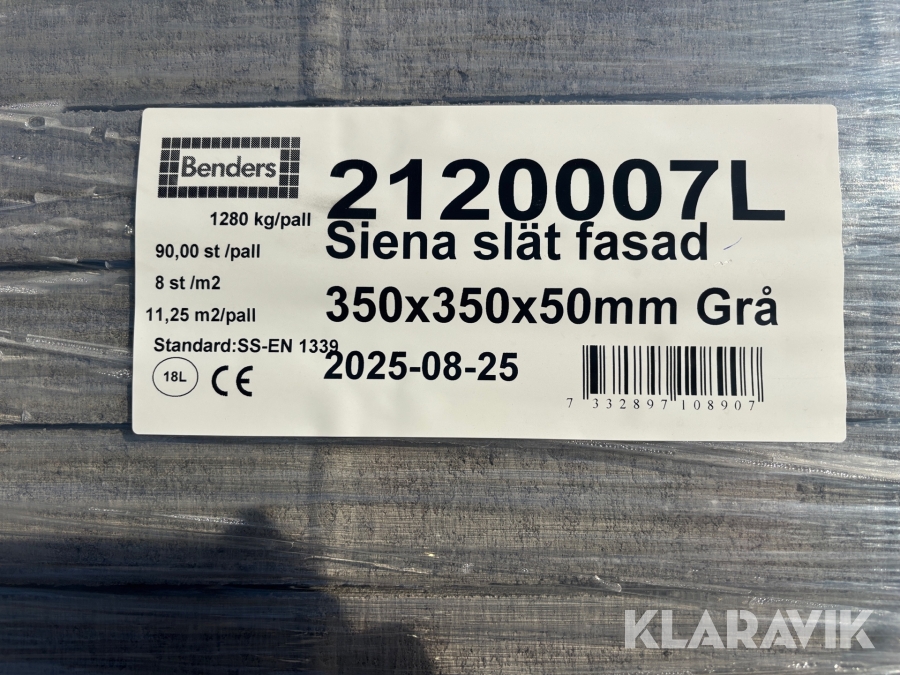 KLARAVIK
Benders
2120007L
1280 kg/pall
Siena slät fasad
90,00 st /pall
8 st /m2
350x350x50mm Grå
11,25 m2/pall
Standard:SS-EN 1339
2025-08-25
18L CE
7 332897 108907
KLARAVIK